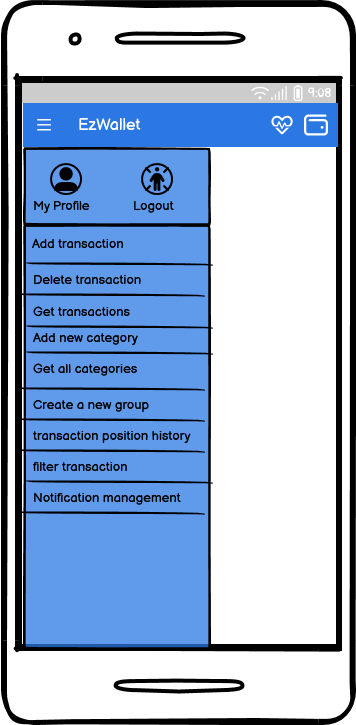 9:08
EzWallet
My Profile
Logout
Add transaction
Delete transaction
Get transactions
Add new category
Get all categories
Create a new group
transaction position history
filter transaction
Notification management